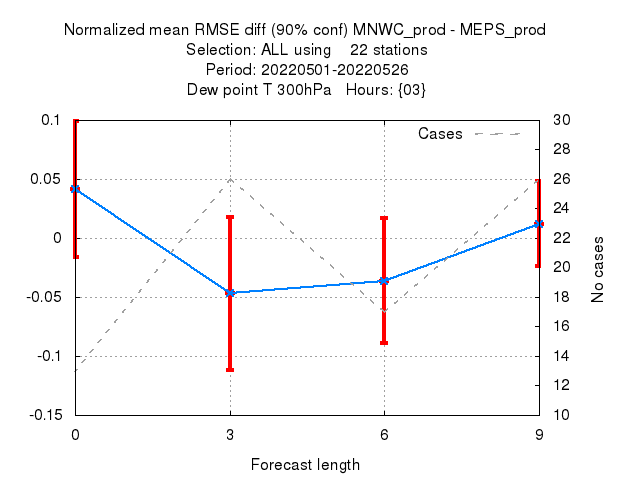 Normalized mean RMSE diff (90% conf) MNWC_prod - MEPS_prod
Selection: ALL using    22 stations
Period: 20220501-20220526
Dew point T 300hPa   Hours: {03}
Cases
0.1
0.05
0
-0.05
-0.1
-0.15
30
28
26
24
22
20
18
16
14
12
10
No cases
0 3 6 9
Forecast length